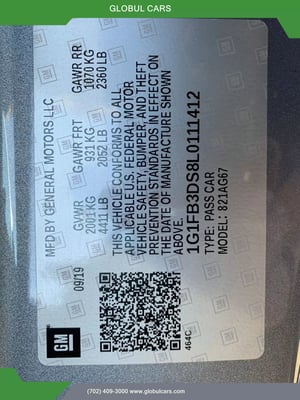 GLOBUL CARS
MFD BY GENERAL MOTORS LLC
GVWR
2001 KG
4411 LB
GAWR FRT
931 KG
2052 LB
GAWR RR
1070 KG
2360 LB
THIS VEHICLE CONFORMS TO ALL
APPLICABLE U.S. FEDERAL MOTOR
VEHICLE SAFETY, BUMPER, AND THEFT
PREVENTION STANDARDS IN EFFECT ON
THE DATE OF MANUFACTURE SHOWN
ABOVE.
09/19
1G1FB3DS8L0111412
TYPE: PASS CAR
MODEL: 821AG67
GM
464C
(702) 409-3000 www.globulcars.com